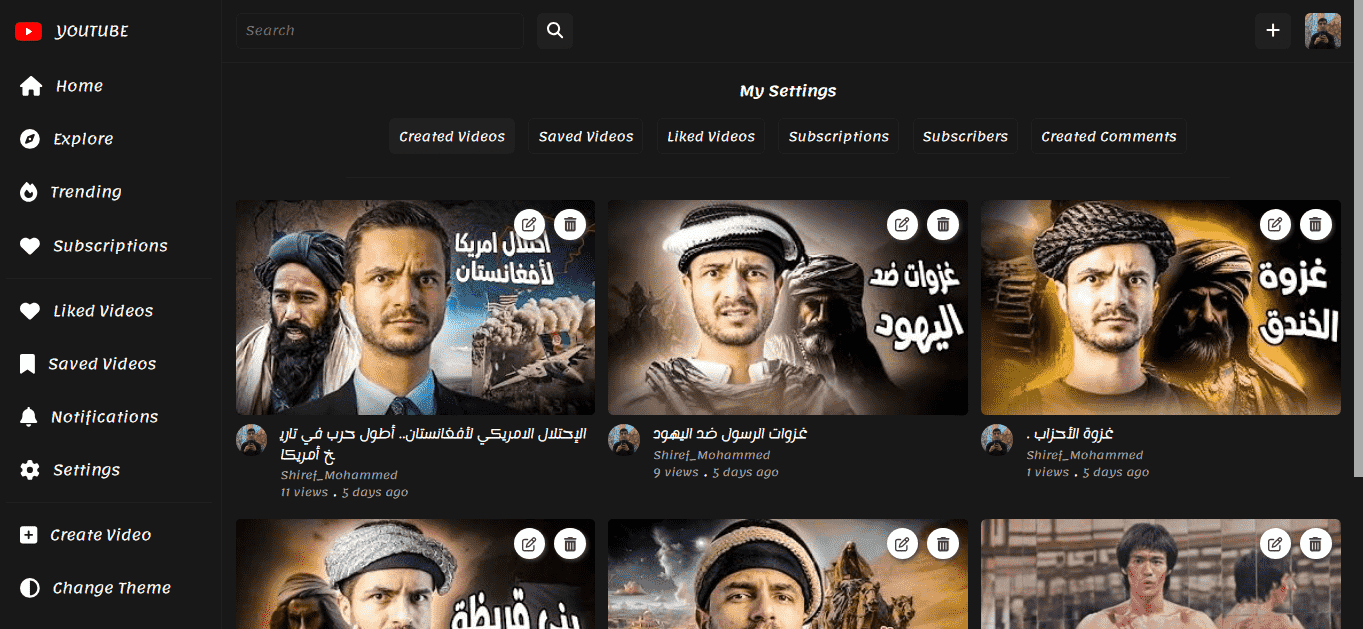 YOUTUBE
Search
Home
Explore
Trending
Subscriptions
Liked Videos
Saved Videos
Notifications
Settings
Create Video
Change Theme
My Settings
Created Videos
Saved Videos
Liked Videos
Subscriptions
Subscribers
Created Comments
احتلال امريكا
لأفغانستان
الإحتلال الامريكي لأفغانستان.. أطول حرب في تاري
خ أمريكا
Shiref_Mohammed
11 views . 5 days ago
غزوات ضد
اليهود
غزوات الرسول ضد اليهود
Shiref_Mohammed
9 views . 5 days ago
غزوة
الخندق
غزوة الأحزاب .
Shiref_Mohammed
1 views . 5 days ago
بني قريظة